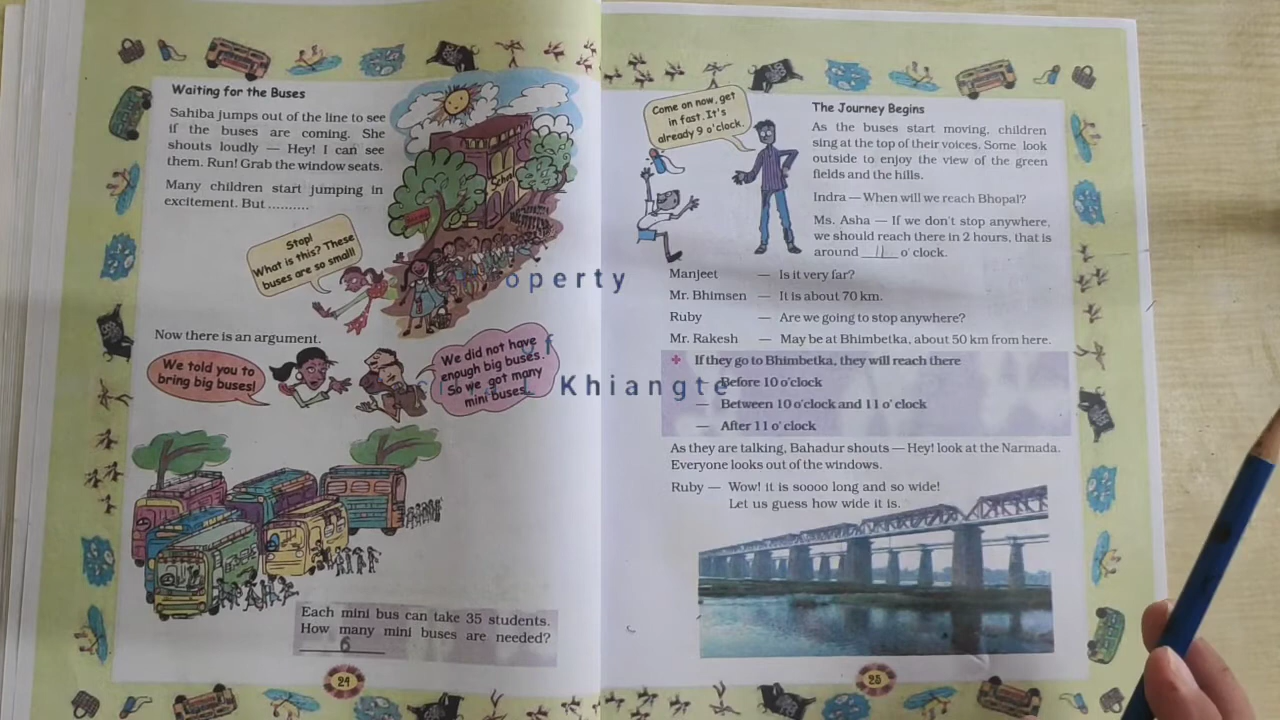 Waiting for the Buses
Sahiba jumps out of the line to see
if the buses are coming. She
shouts loudly — Hey! I can see
them. Run! Grab the window seats.
Many children start jumping in
excitement. But ..........
Stop!
What is this? These
buses are so small!
Now there is an argument.
We told you to
bring big buses!
We did not have
enough big buses.
So we got many
mini buses.
Each mini bus can take 35 students.
How many mini buses are needed?
6
24
Come on now, get
in fast. It's
already 9 o'clock.
The Journey Begins
As the buses start moving, children
sing at the top of their voices. Some look
outside to enjoy the view of the green
fields and the hills.
Indra — When will we reach Bhopal?
Ms. Asha — If we don't stop anywhere,
we should reach there in 2 hours, that is
around 11 o' clock.
Manjeet — Is it very far?
Mr. Bhimsen — It is about 70 km.
Ruby — Are we going to stop anywhere?
Mr. Rakesh — May be at Bhimbetka, about 50 km from here.
If they go to Bhimbetka, they will reach there
— Before 10 o'clock
— Between 10 o'clock and 11 o' clock
— After 11 o' clock
As they are talking, Bahadur shouts — Hey! look at the Narmada.
Everyone looks out of the windows.
Ruby — Wow! it is soooo long and so wide!
Let us guess how wide it is.
25
of
Khiangte